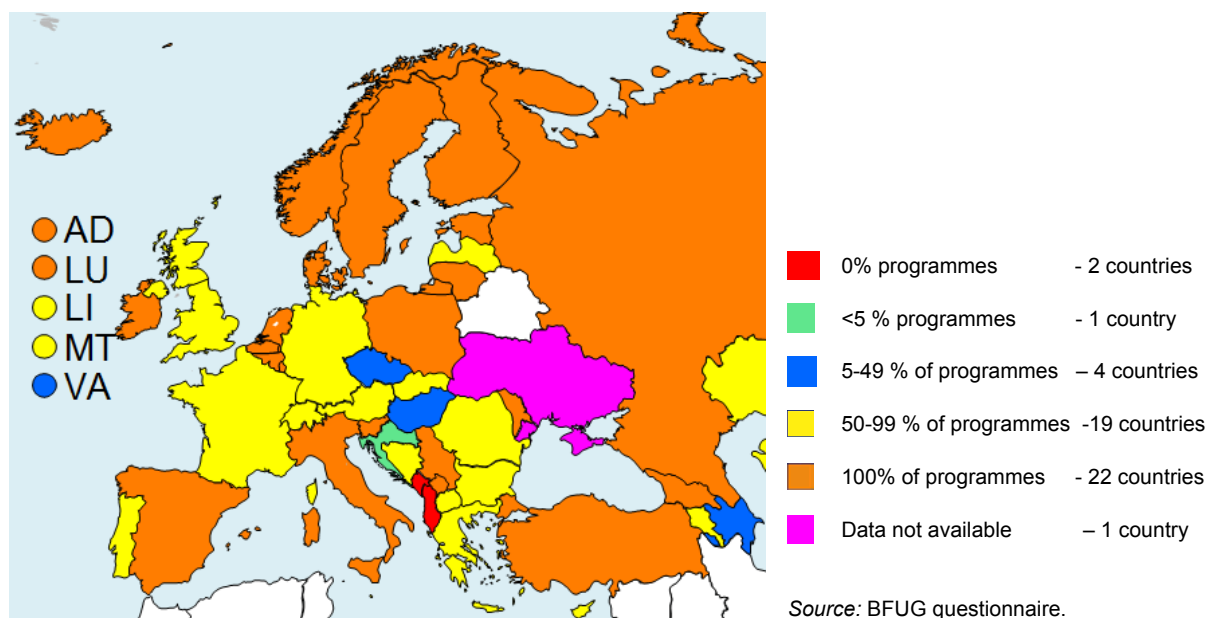 AD
LU
LI
MT
VA
0% programmes - 2 countries
<5 % programmes - 1 country
5-49 % of programmes – 4 countries
50-99 % of programmes -19 countries
100% of programmes - 22 countries
Data not available – 1 country
Source: BFUG questionnaire.